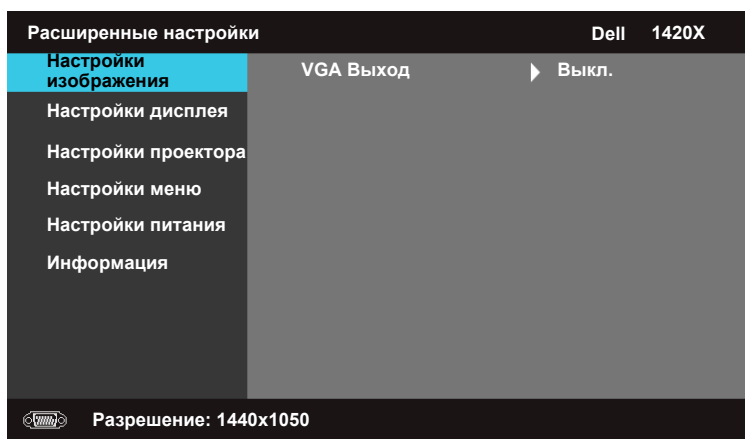 Расширенные настройки Dell 1420X
Настройки
изображения
VGA Выход Выкл.
Настройки дисплея
Настройки проектора
Настройки меню
Настройки питания
Информация
Разрешение: 1440x1050